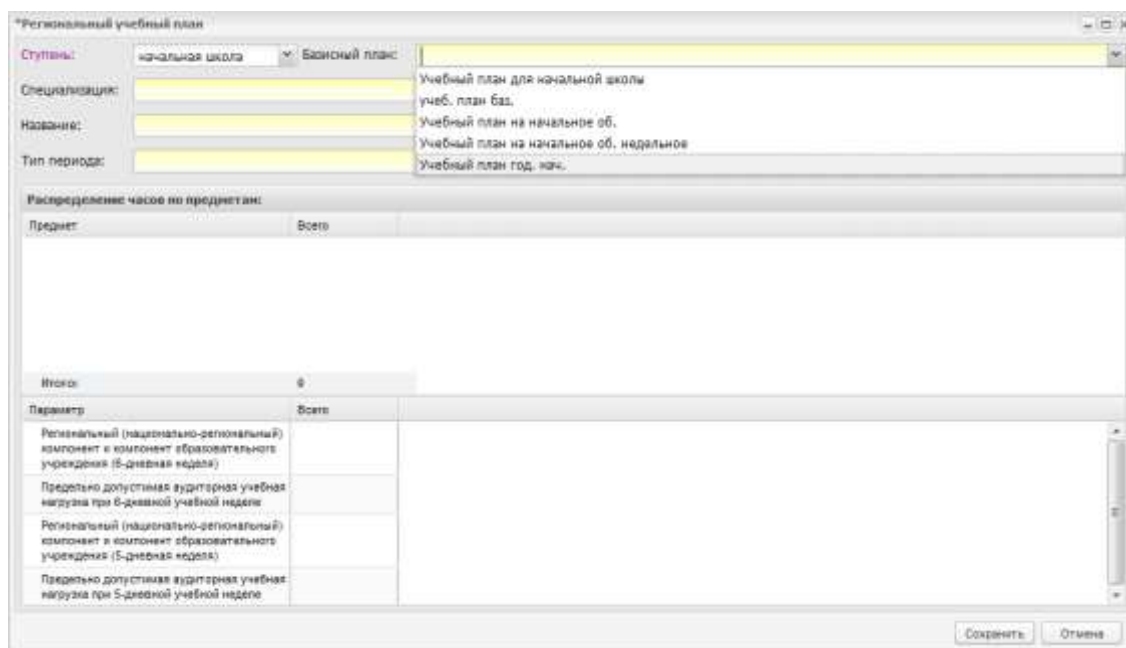 *Региональный учебный план
Ступень: начальная школа Базисный план:
Учебный план для начальной школы
Специализация:
учеб. план баз.
Название:
Учебный план на начальное об.
Учебный план на начальное об. недельное
Тип периода:
Учебный план год. нач.
Распределение часов по предметам:
Предмет Всего
Итого: 0
Параметр Всего
Региональный (национально-региональный)
компонент и компонент образовательного
учреждения (6-дневная неделя)
Предельно допустимая аудиторная учебная
нагрузка при 6-дневной учебной неделе
Региональный (национально-региональный)
компонент и компонент образовательного
учреждения (5-дневная неделя)
Предельно допустимая аудиторная учебная
нагрузка при 5-дневной учебной неделе
Сохранить Отмена